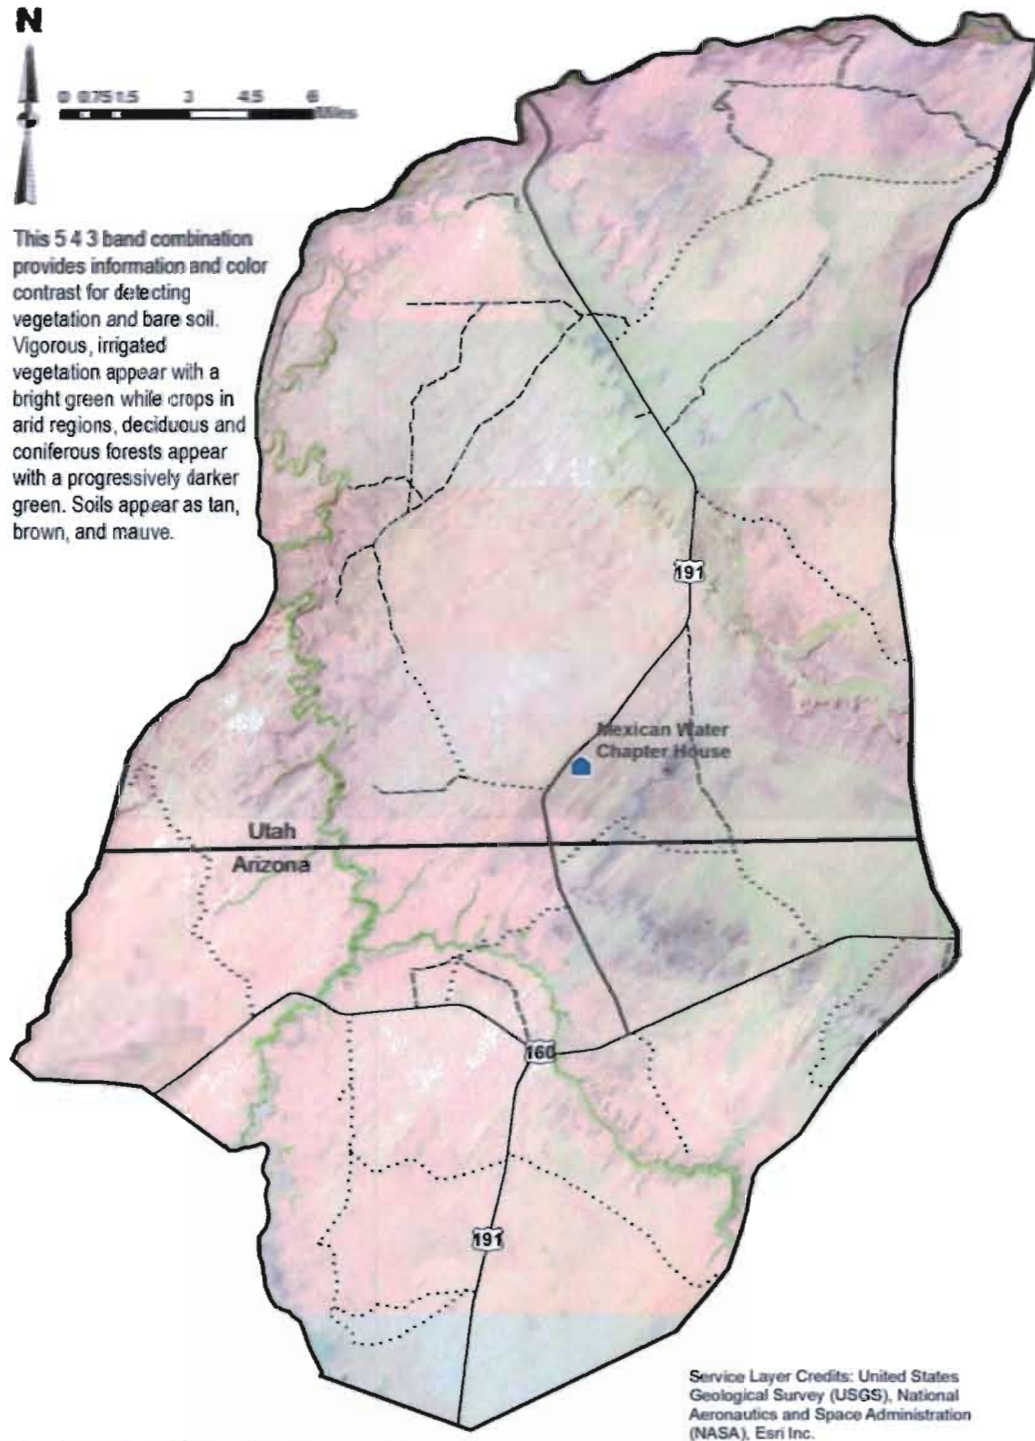 N
0 0.75 1.5 3 4.5 6
Miles
This 5 4 3 band combination
provides information and color
contrast for detecting
vegetation and bare soil.
Vigorous, irrigated
vegetation appear with a
bright green while crops in
arid regions, deciduous and
coniferous forests appear
with a progressively darker
green. Soils appear as tan,
brown, and mauve.
191
Mexican Water
Chapter House
Utah
Arizona
160
191
Service Layer Credits: United States
Geological Survey (USGS), National
Aeronautics and Space Administration
(NASA), Esri Inc.